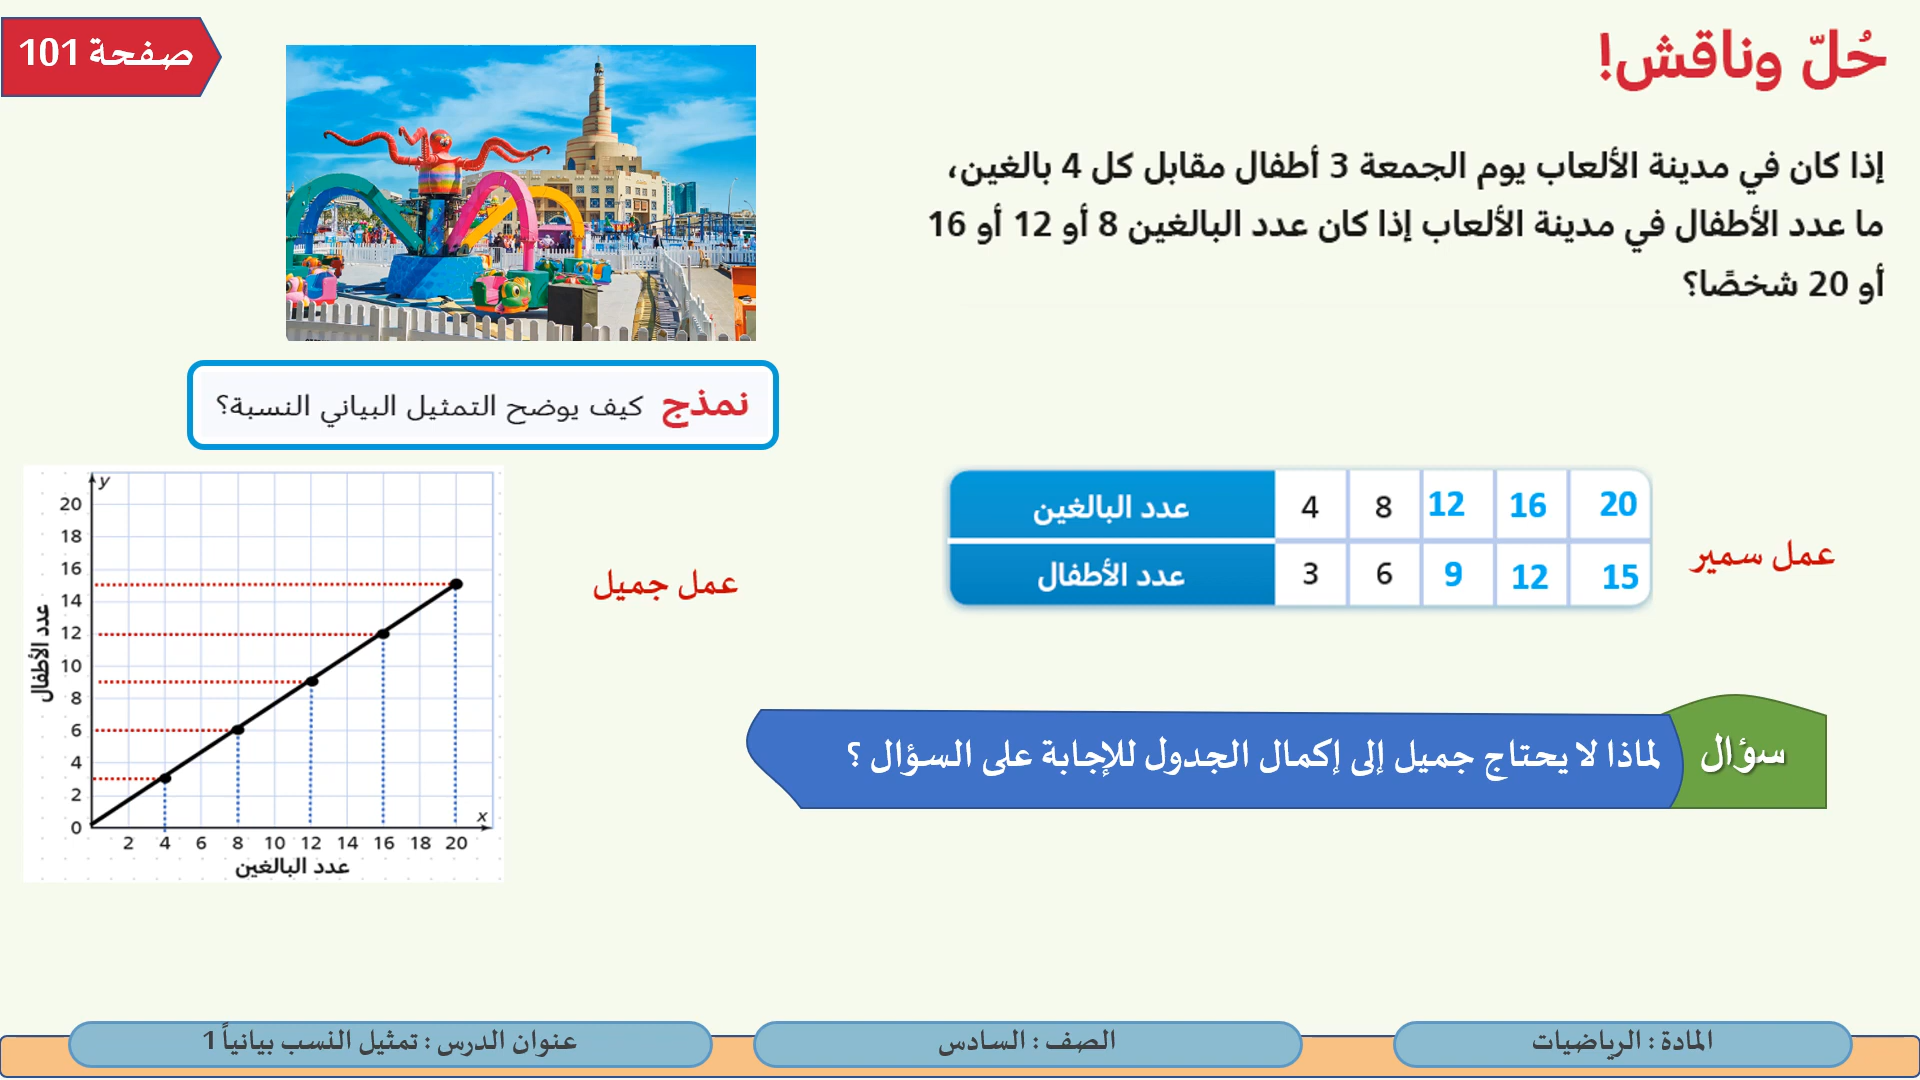 حُلّ وناقش!
صفحة 101
إذا كان في مدينة الألعاب يوم الجمعة 3 أطفال مقابل كل 4 بالغين،
ما عدد الأطفال في مدينة الألعاب إذا كان عدد البالغين 8 أو 12 أو 16
أو 20 شخصًا؟
نمذج كيف يوضح التمثيل البياني النسبة؟
عمل سمير
عدد البالغين 4 8 12 16 20
عدد الأطفال 3 6 9 12 15
عمل جميل
y
20
18
16
14
12
10
8
6
4
2
0
عدد الأطفال
x
2 4 6 8 10 12 14 16 18 20
عدد البالغين
سؤال
لماذا لا يحتاج جميل إلى إكمال الجدول للإجابة على السؤال ؟
المادة : الرياضيات
الصف : السادس
عنوان الدرس : تمثيل النسب بيانياً 1